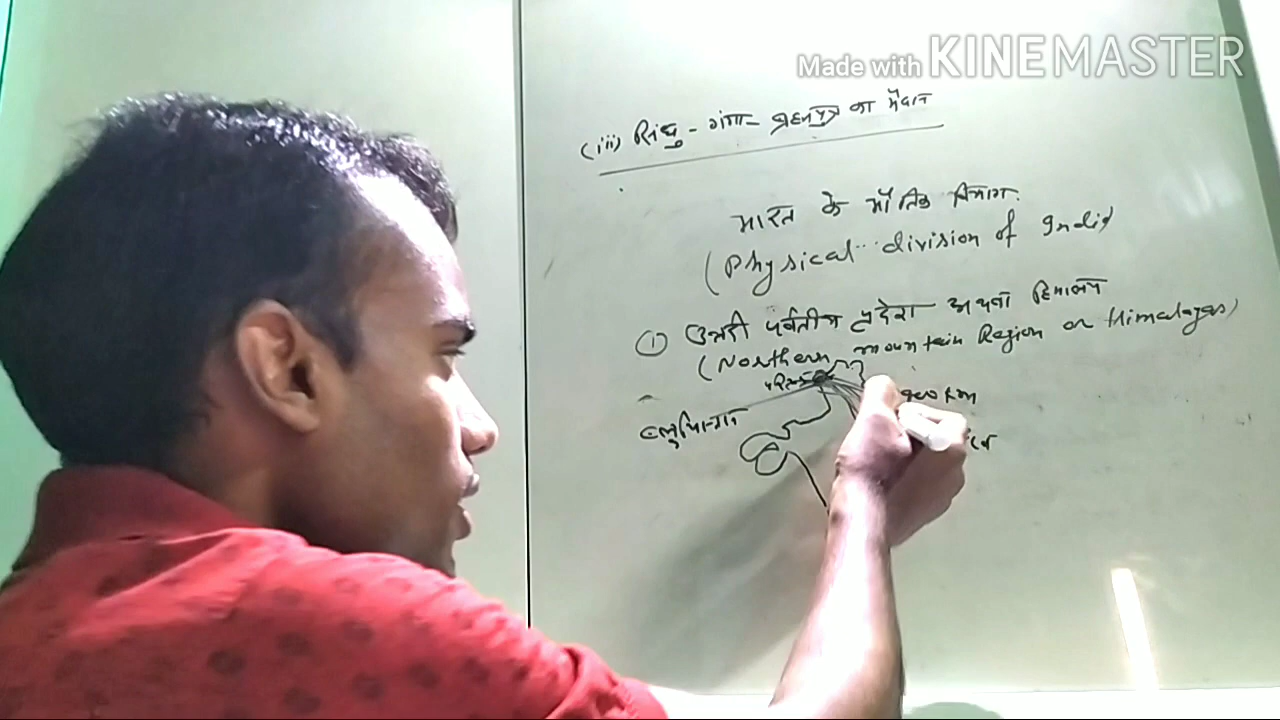 Made with KINEMASTER
(iii) सिंधु - गंगा - ब्रह्मपुत्र का मैदान
भारत के भौतिक विभाग.
(Physical division of India
① उत्तरी पर्वतीय प्रदेश अथवा हिमालय
(Northern mountain Region or Himalayas)
km